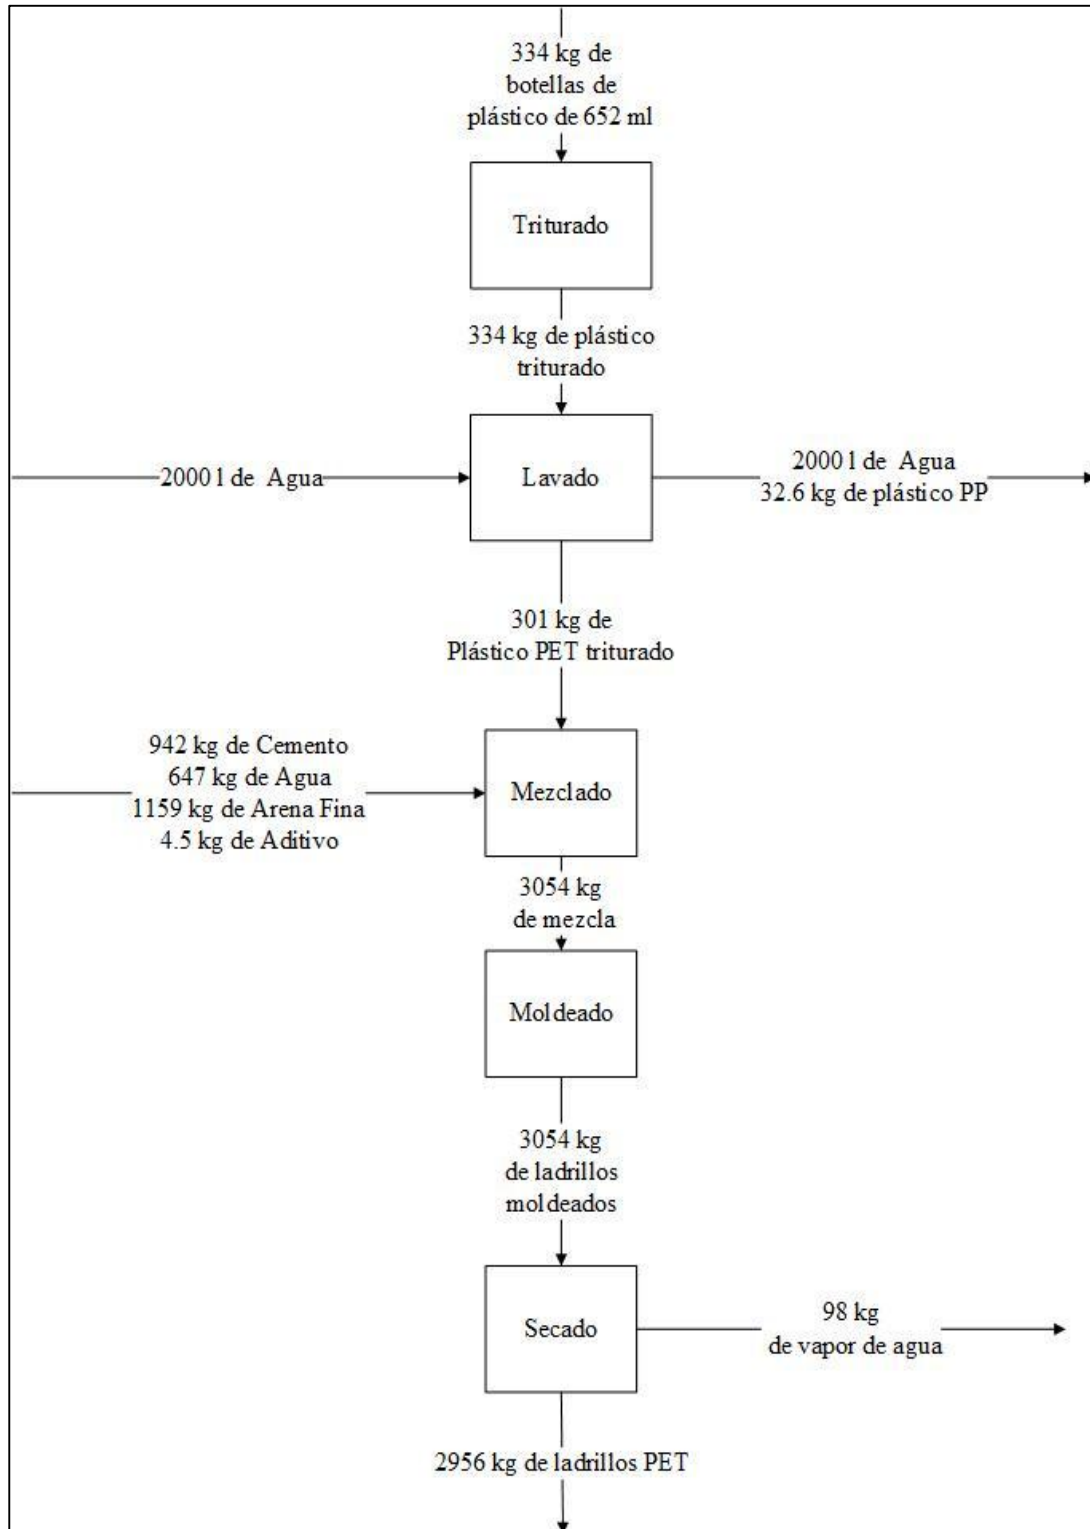 334 kg de
botellas de
plástico de 652 ml
Triturado
334 kg de plástico
triturado
2000 l de Agua
Lavado
2000 l de Agua
32.6 kg de plástico PP
301 kg de
Plástico PET triturado
942 kg de Cemento
647 kg de Agua
1159 kg de Arena Fina
4.5 kg de Aditivo
Mezclado
3054 kg
de mezcla
Moldeado
3054 kg
de ladrillos
moldeados
Secado
98 kg
de vapor de agua
2956 kg de ladrillos PET